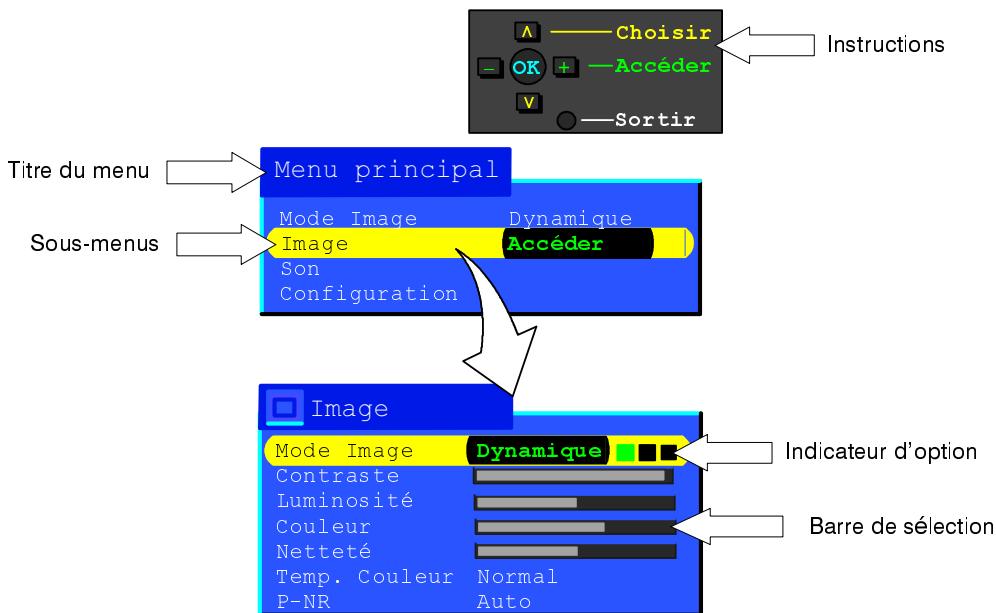 ∧ Choisir
Instructions
− OK + Accéder
∨
Sortir
Titre du menu
Menu principal
Mode Image Dynamique
Sous-menus
Image Accéder
Son
Configuration
Image
Mode Image Dynamique
Indicateur d'option
Contraste
Luminosité
Couleur
Barre de sélection
Netteté
Temp. Couleur Normal
P-NR Auto